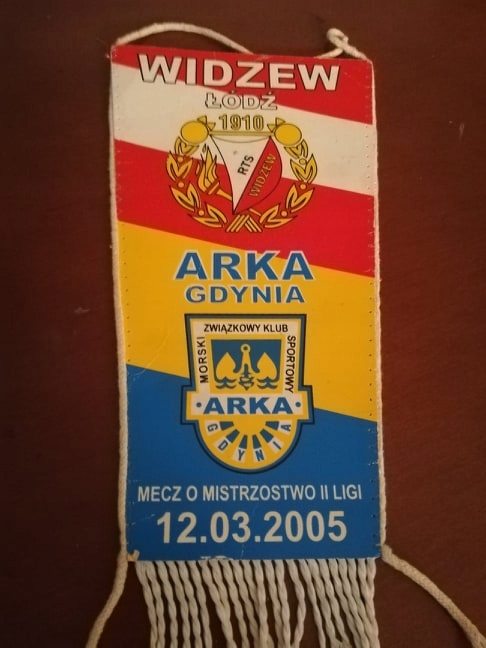 WIDZEW
ŁÓDŹ
1910
RTS
WIDZEW
ARKA
GDYNIA
MORSKI
ZWIĄZKOWY KLUB
SPORTOWY
ARKA
GDYNIA
MECZ O MISTRZOSTWO II LIGI
12.03.2005